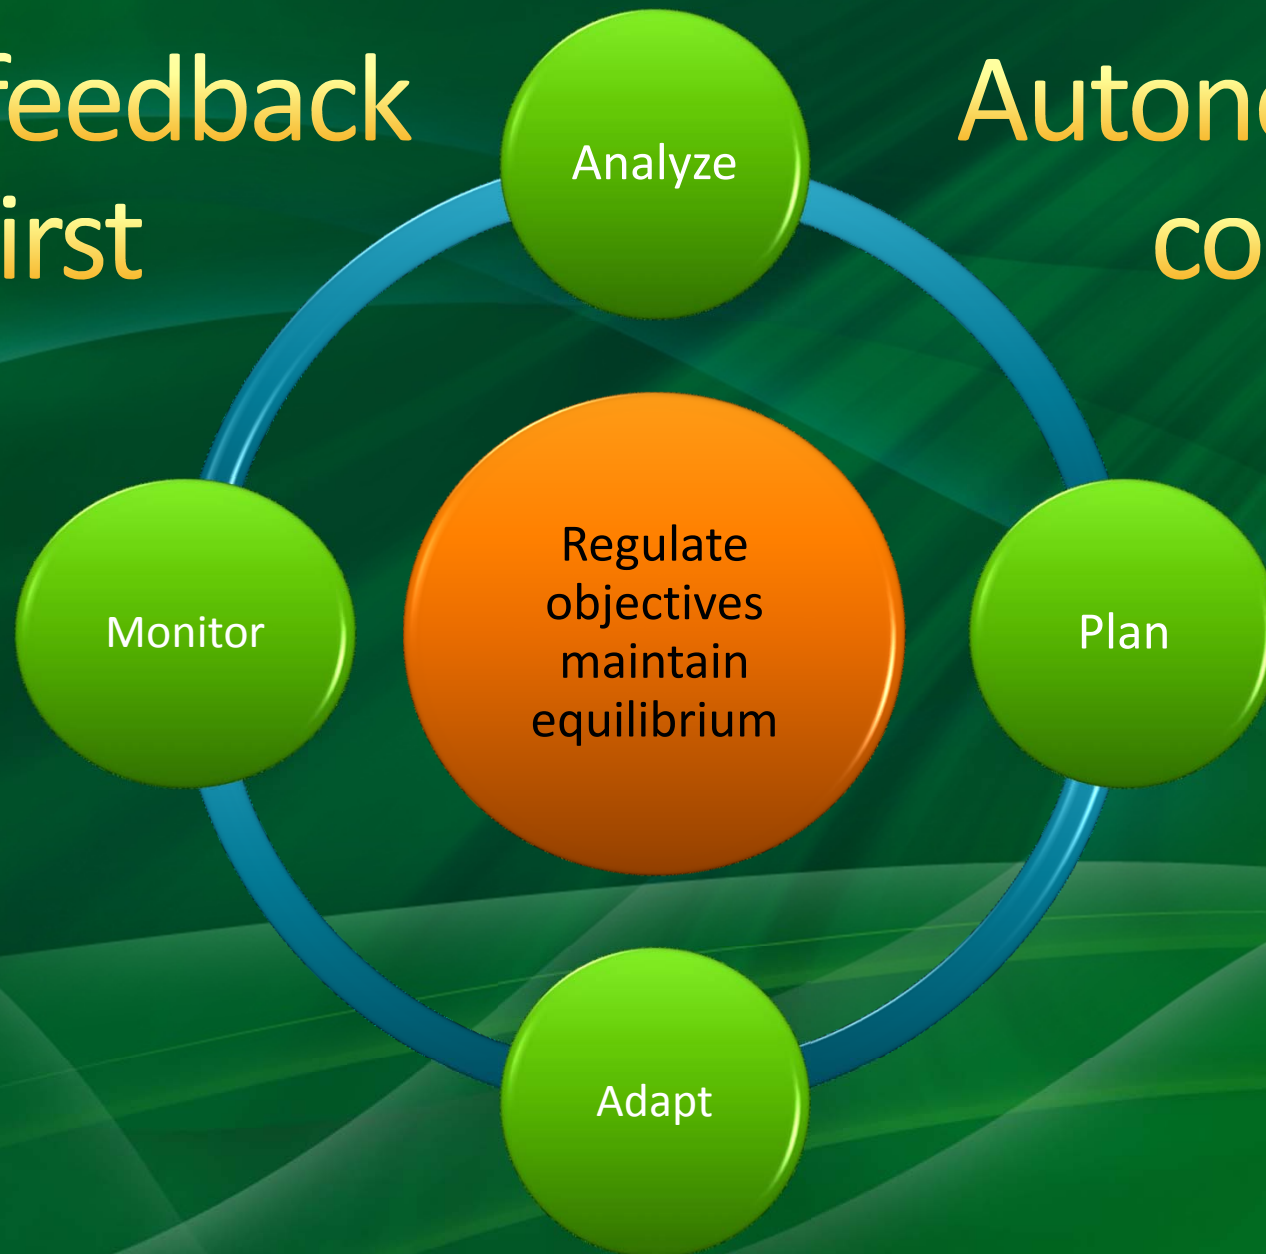 feedback
Analyze
Regulate
objectives
maintain
equilibrium
Monitor
Plan
Adapt